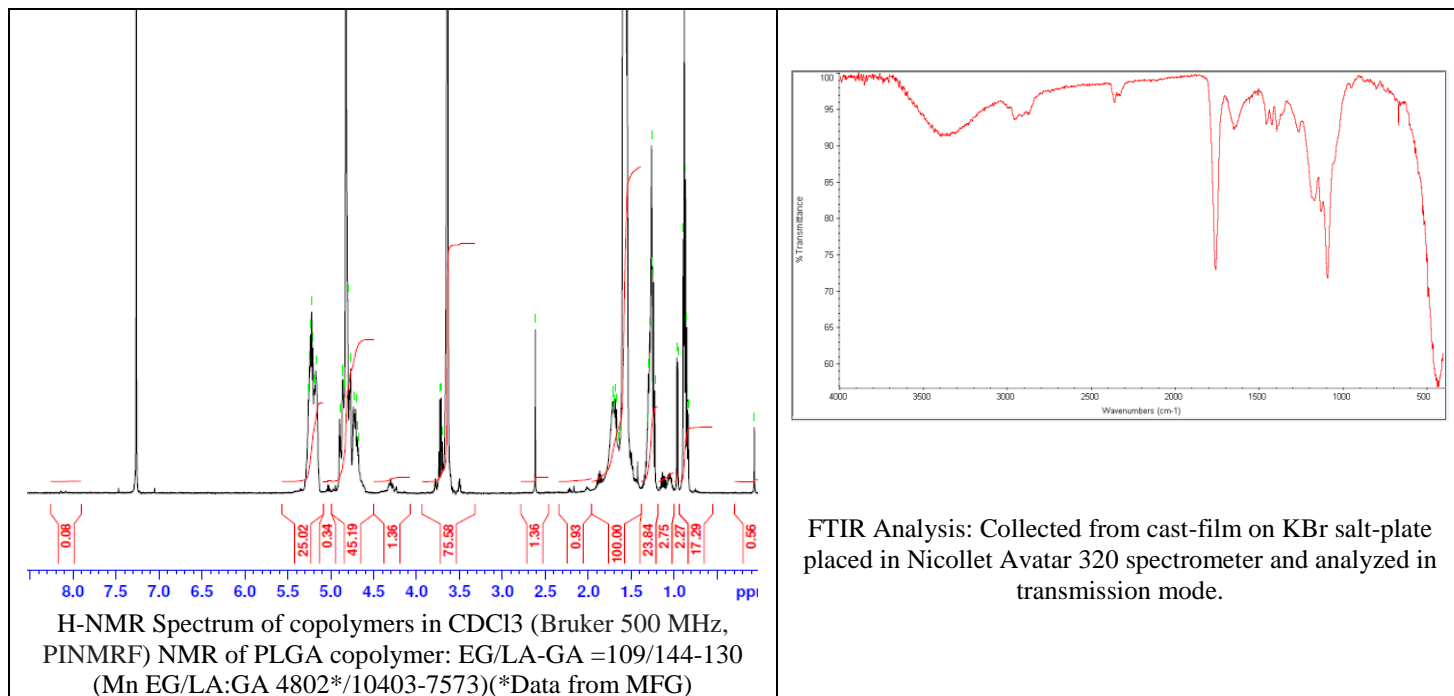 25.02
0.34
45.19
1.36
75.58
1.36
0.93
100.00
23.84
2.75
2.27
17.29
0.56
0.08
8.0 7.5 7.0 6.5 6.0 5.5 5.0 4.5 4.0 3.5 3.0 2.5 2.0 1.5 1.0 ppm
H-NMR Spectrum of copolymers in CDCl3 (Bruker 500 MHz,
PINMRF) NMR of PLGA copolymer: EG/LA-GA =109/144-130
(Mn EG/LA:GA 4802*/10403-7573)(*Data from MFG)
100
95
90
85
80
75
70
65
60
% Transmittance
4000 3500 3000 2500 2000 1500 1000 500
Wavenumbers (cm-1)
FTIR Analysis: Collected from cast-film on KBr salt-plate
placed in Nicollet Avatar 320 spectrometer and analyzed in
transmission mode.